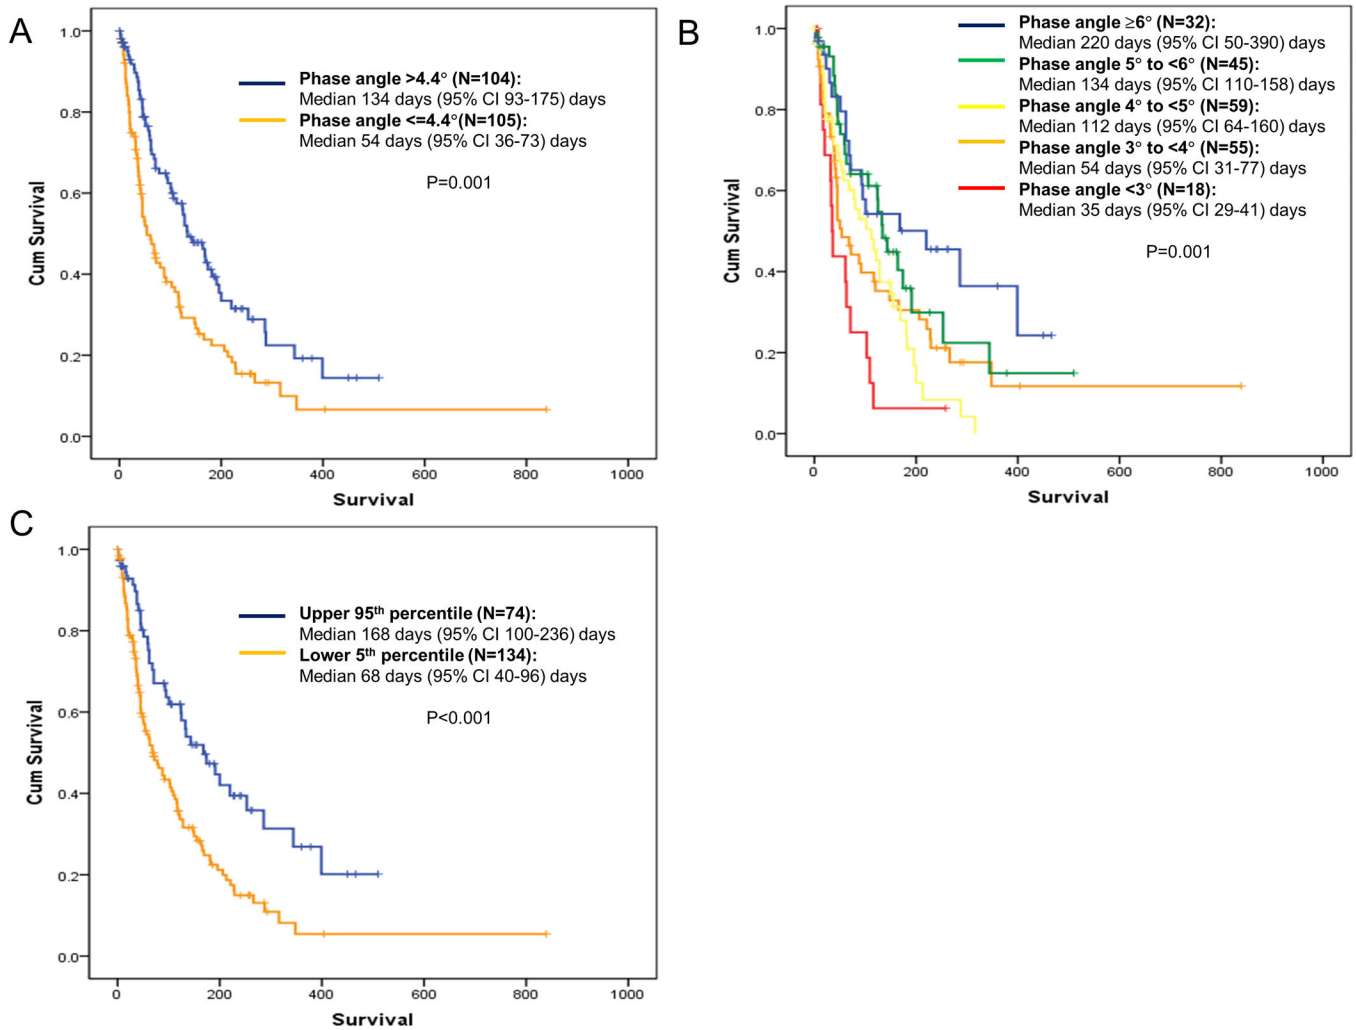 A
Phase angle >4.4° (N=104):
Median 134 days (95% CI 93-175) days
Phase angle <=4.4°(N=105):
Median 54 days (95% CI 36-73) days
P=0.001
Cum Survival
1.0
0.8
0.6
0.4
0.2
0.0
0 200 400 600 800 1000
Survival
B
Phase angle ≥6° (N=32):
Median 220 days (95% CI 50-390) days
Phase angle 5° to <6° (N=45):
Median 134 days (95% CI 110-158) days
Phase angle 4° to <5° (N=59):
Median 112 days (95% CI 64-160) days
Phase angle 3° to <4° (N=55):
Median 54 days (95% CI 31-77) days
Phase angle <3° (N=18):
Median 35 days (95% CI 29-41) days
P=0.001
Cum Survival
1.0
0.8
0.6
0.4
0.2
0.0
0 200 400 600 800 1000
Survival
C
Upper 95th percentile (N=74):
Median 168 days (95% CI 100-236) days
Lower 5th percentile (N=134):
Median 68 days (95% CI 40-96) days
P<0.001
Cum Survival
1.0
0.8
0.6
0.4
0.2
0.0
0 200 400 600 800 1000
Survival